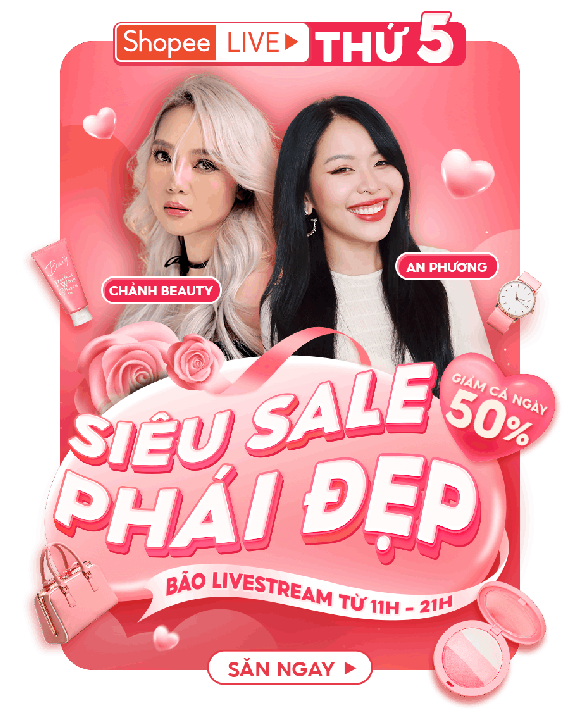 Shopee LIVE THỨ 5
CHẢNH BEAUTY
AN PHƯƠNG
GIẢM CẢ NGÀY
50%
SIÊU SALE
PHÁI ĐẸP
BÃO LIVESTREAM TỪ 11H - 21H
SĂN NGAY